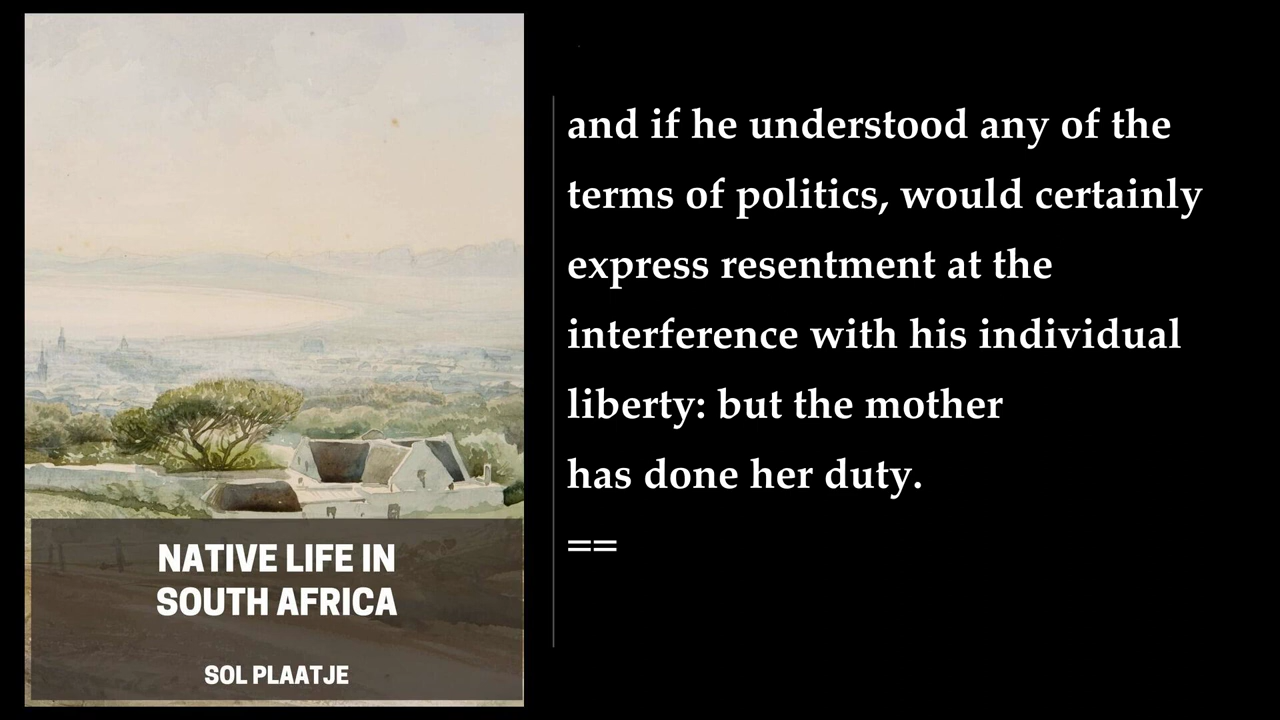 NATIVE LIFE IN
SOUTH AFRICA
SOL PLAATJE
and if he understood any of the
terms of politics, would certainly
express resentment at the
interference with his individual
liberty: but the mother
has done her duty.
==